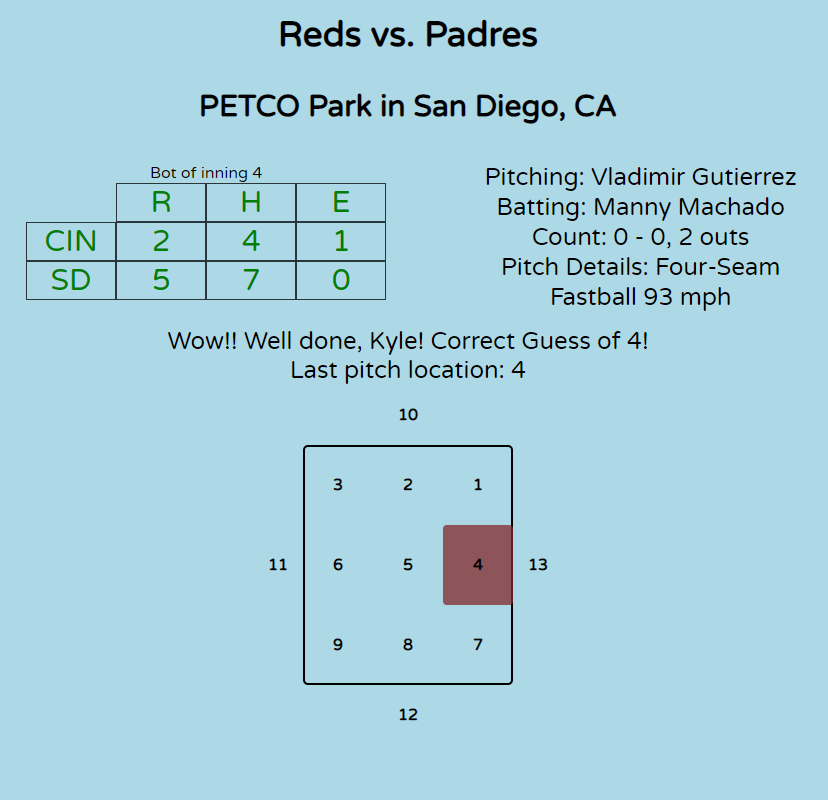 Reds vs. Padres
PETCO Park in San Diego, CA
Bot of inning 4
R H E
CIN 2 4 1
SD 5 7 0
Pitching: Vladimir Gutierrez
Batting: Manny Machado
Count: 0 - 0, 2 outs
Pitch Details: Four-Seam
Fastball 93 mph
Wow!! Well done, Kyle! Correct Guess of 4!
Last pitch location: 4
10
3 2 1
11 6 5 4 13
9 8 7
12